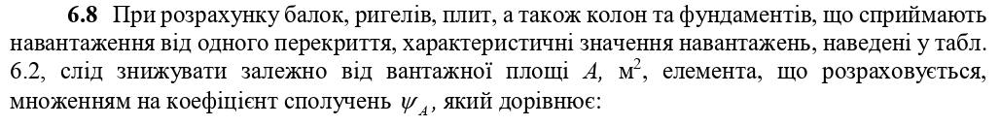 6.8 При розрахунку балок, ригелів, плит, а також колон та фундаментів, що сприймають
навантаження від одного перекриття, характеристичні значення навантажень, наведені у табл.
6.2, слід знижувати залежно від вантажної площі A, м², елемента, що розраховується,
множенням на коефіцієнт сполучень ψ_A, який дорівнює: